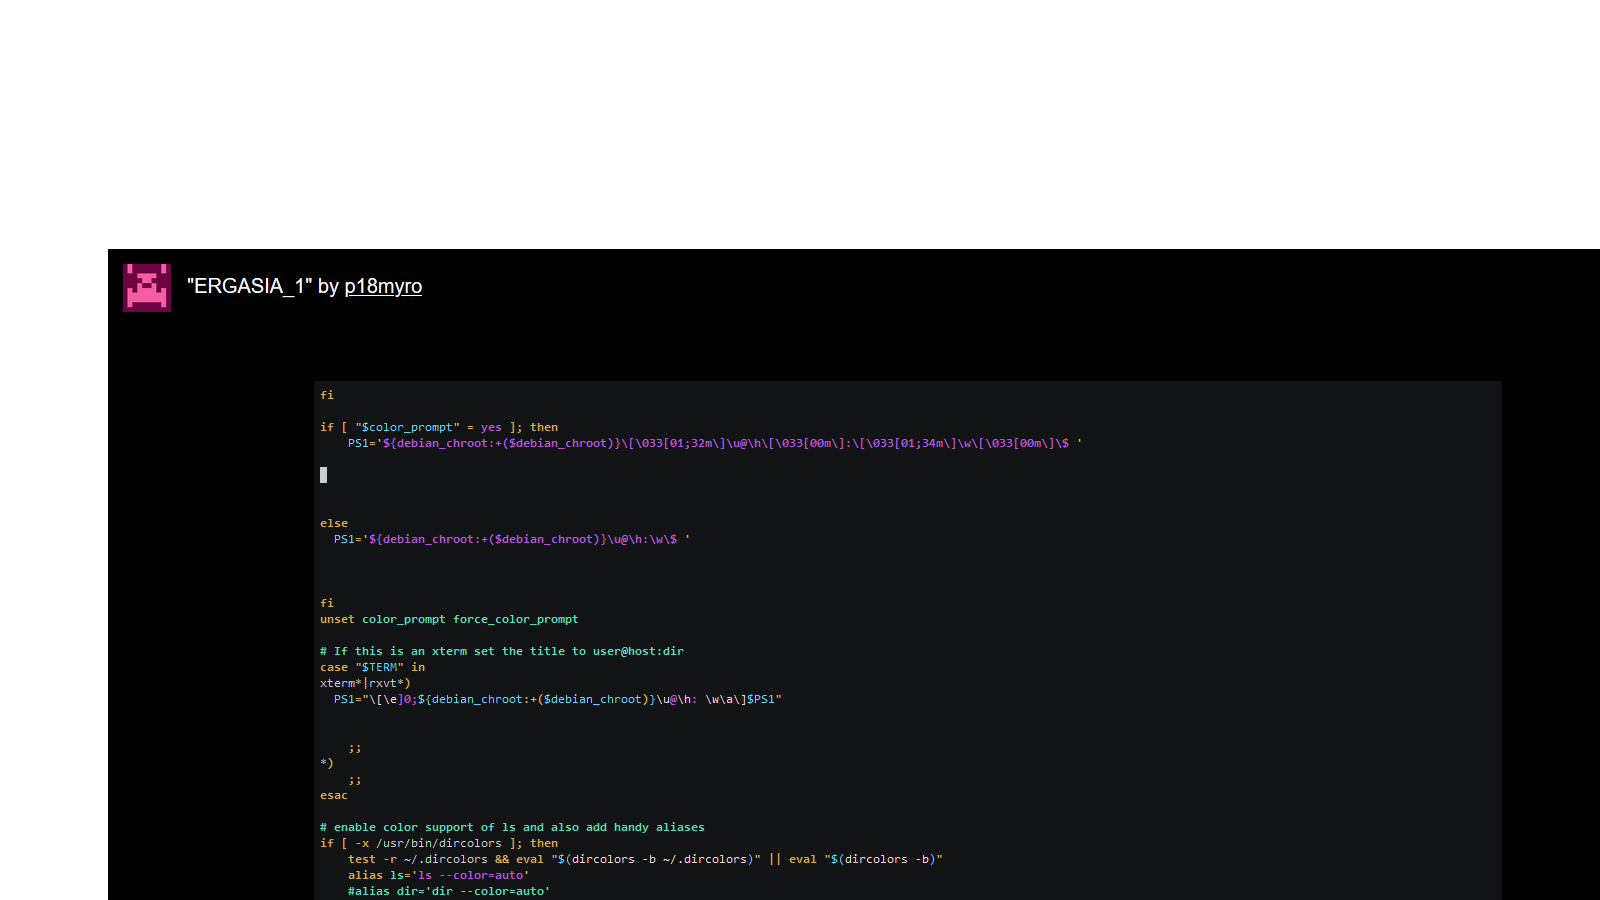 "ERGASIA_1" by p18myro
fi
if [ "$color_prompt" = yes ]; then
PS1='${debian_chroot:+($debian_chroot)}\[\033[01;32m\]\u@\h\[\033[00m\]:\[\033[01;34m\]\w\[\033[00m\]\$ '
else
PS1='${debian_chroot:+($debian_chroot)}\u@\h:\w\$ '
fi
unset color_prompt force_color_prompt
# If this is an xterm set the title to user@host:dir
case "$TERM" in
xterm*|rxvt*)
PS1="\[\e]0;${debian_chroot:+($debian_chroot)}\u@\h: \w\a\]$PS1"
;;
*)
;;
esac
# enable color support of ls and also add handy aliases
if [ -x /usr/bin/dircolors ]; then
test -r ~/.dircolors && eval "$(dircolors -b ~/.dircolors)" || eval "$(dircolors -b)"
alias ls='ls --color=auto'
#alias dir='dir --color=auto'